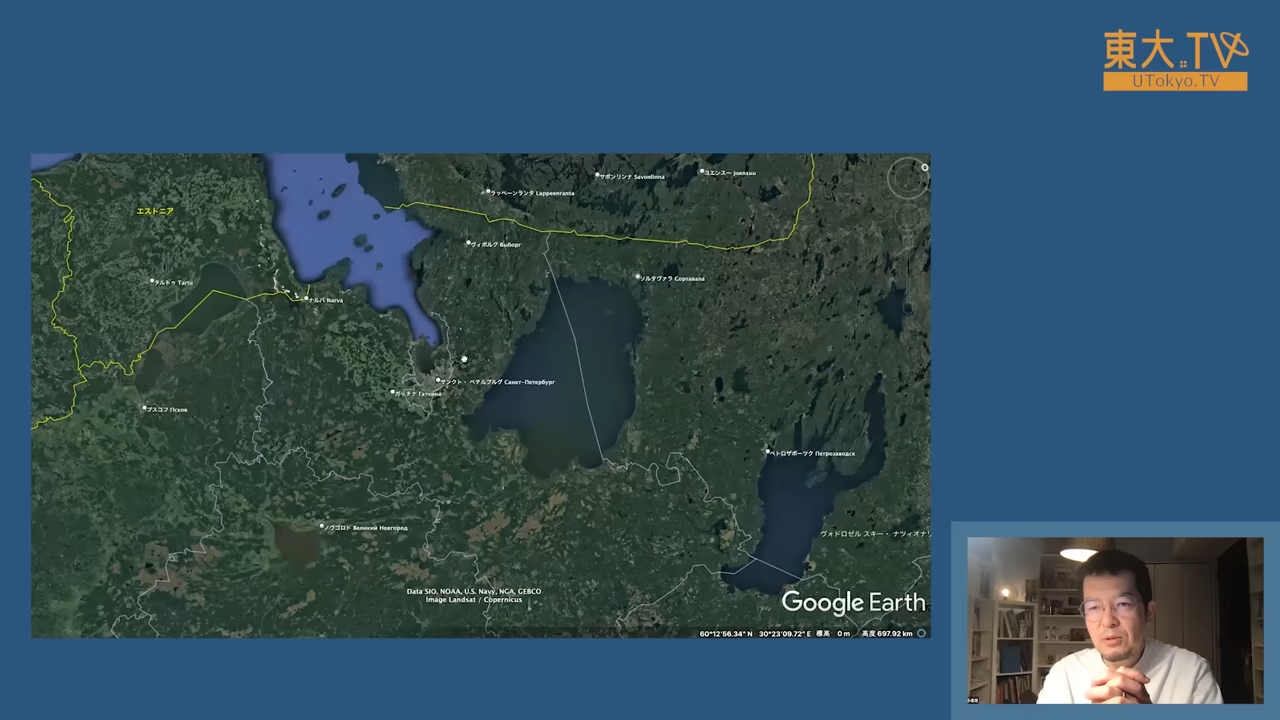 東大TV
UTokyo.TV
サボンリンナ Savonlinna
ヨエンスー Joensuu
ラッペーンランタ Lappeenranta
エストニア
ヴィボルグ Выборг
ソルタヴァラ Сортавала
タルトゥ Tartu
ナルバ Narva
サンクト・ペテルブルグ Санкт-Петербург
ガッチナ Гатчина
プスコフ Псков
ペトロザボーツク Петрозаводск
ノヴゴロド Великий Новгород
ヴォドロゼルスキー・ナツィオナリ
Data SIO, NOAA, U.S. Navy, NGA, GEBCO
Image Landsat / Copernicus
Google Earth
60°12'56.34" N 30°23'09.72" E 標高 0 m 高度 697.92 km